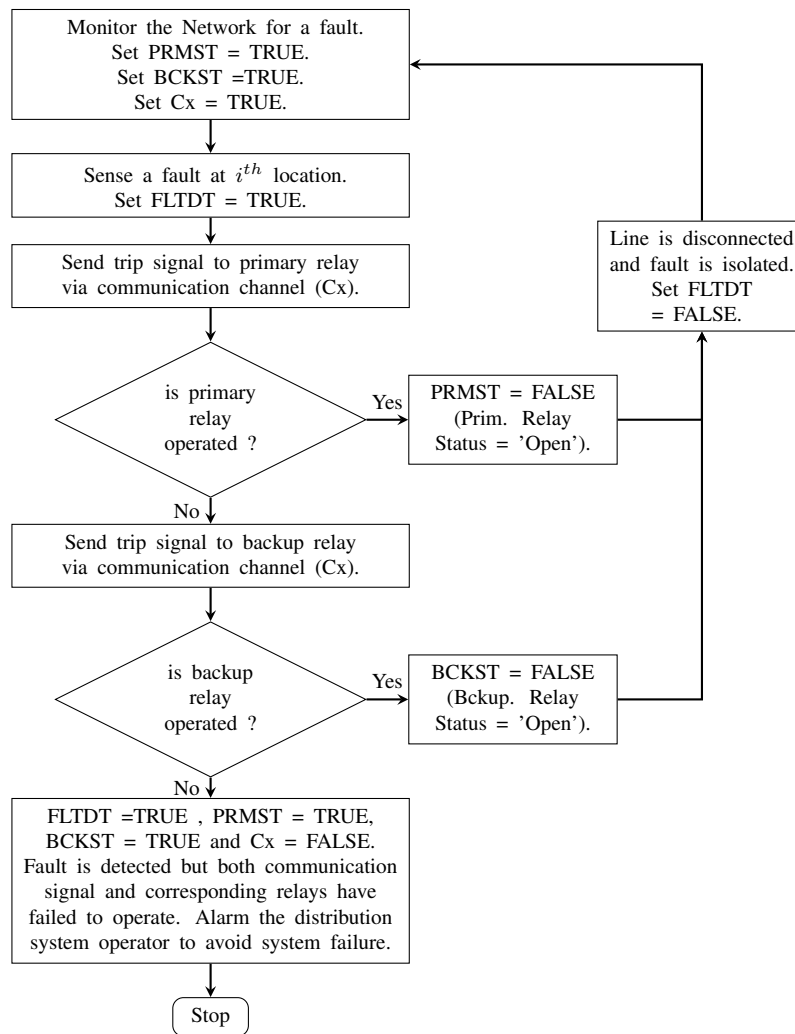 Monitor the Network for a fault.
Set PRMST = TRUE.
Set BCKST =TRUE.
Set Cx = TRUE.
Sense a fault at i^{th} location.
Set FLTDT = TRUE.
Send trip signal to primary relay
via communication channel (Cx).
is primary
relay
operated ?
Yes
PRMST = FALSE
(Prim. Relay
Status = 'Open').
Line is disconnected
and fault is isolated.
Set FLTDT
= FALSE.
No
Send trip signal to backup relay
via communication channel (Cx).
is backup
relay
operated ?
Yes
BCKST = FALSE
(Bckup. Relay
Status = 'Open').
No
FLTDT =TRUE , PRMST = TRUE,
BCKST = TRUE and Cx = FALSE.
Fault is detected but both communication
signal and corresponding relays have
failed to operate. Alarm the distribution
system operator to avoid system failure.
Stop